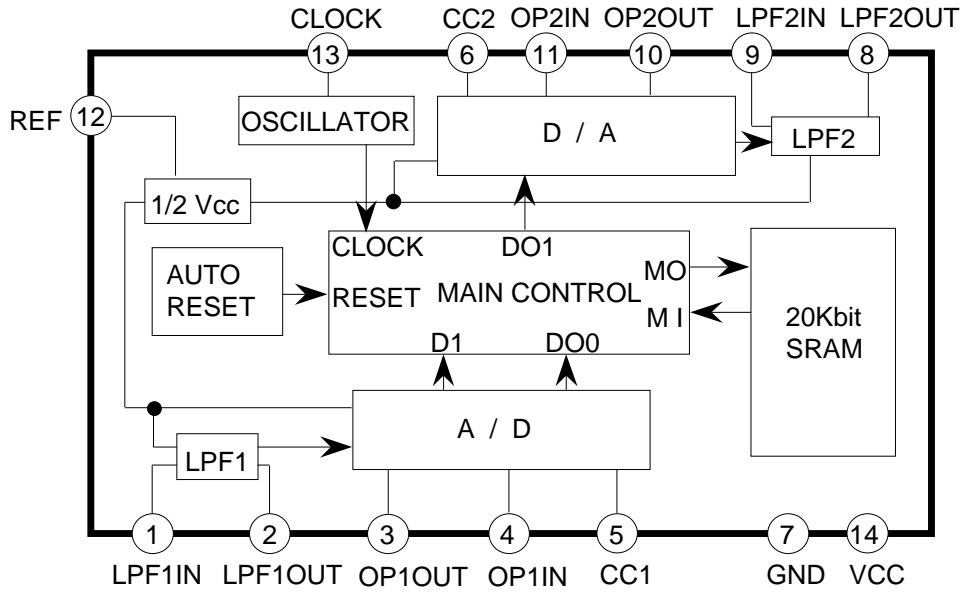 CLOCK CC2 OP2IN OP2OUT LPF2IN LPF2OUT
13 6 11 10 9 8
REF 12
OSCILLATOR
D / A
LPF2
1/2 Vcc
CLOCK DO1
AUTO
RESET
RESET MAIN CONTROL
MO
M I
20Kbit
SRAM
D1 DO0
A / D
LPF1
1 2 3 4 5 7 14
LPF1IN LPF1OUT OP1OUT OP1IN CC1 GND VCC